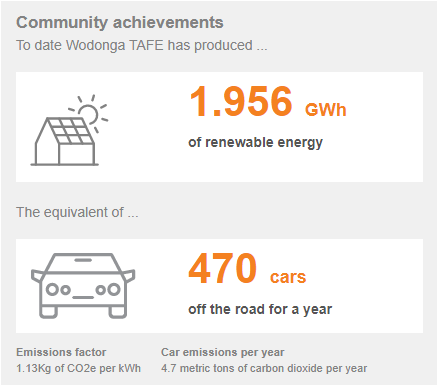 Community achievements
To date Wodonga TAFE has produced ...
1.956 GWh
of renewable energy
The equivalent of ...
470 cars
off the road for a year
Emissions factor
1.13Kg of CO2e per kWh
Car emissions per year
4.7 metric tons of carbon dioxide per year